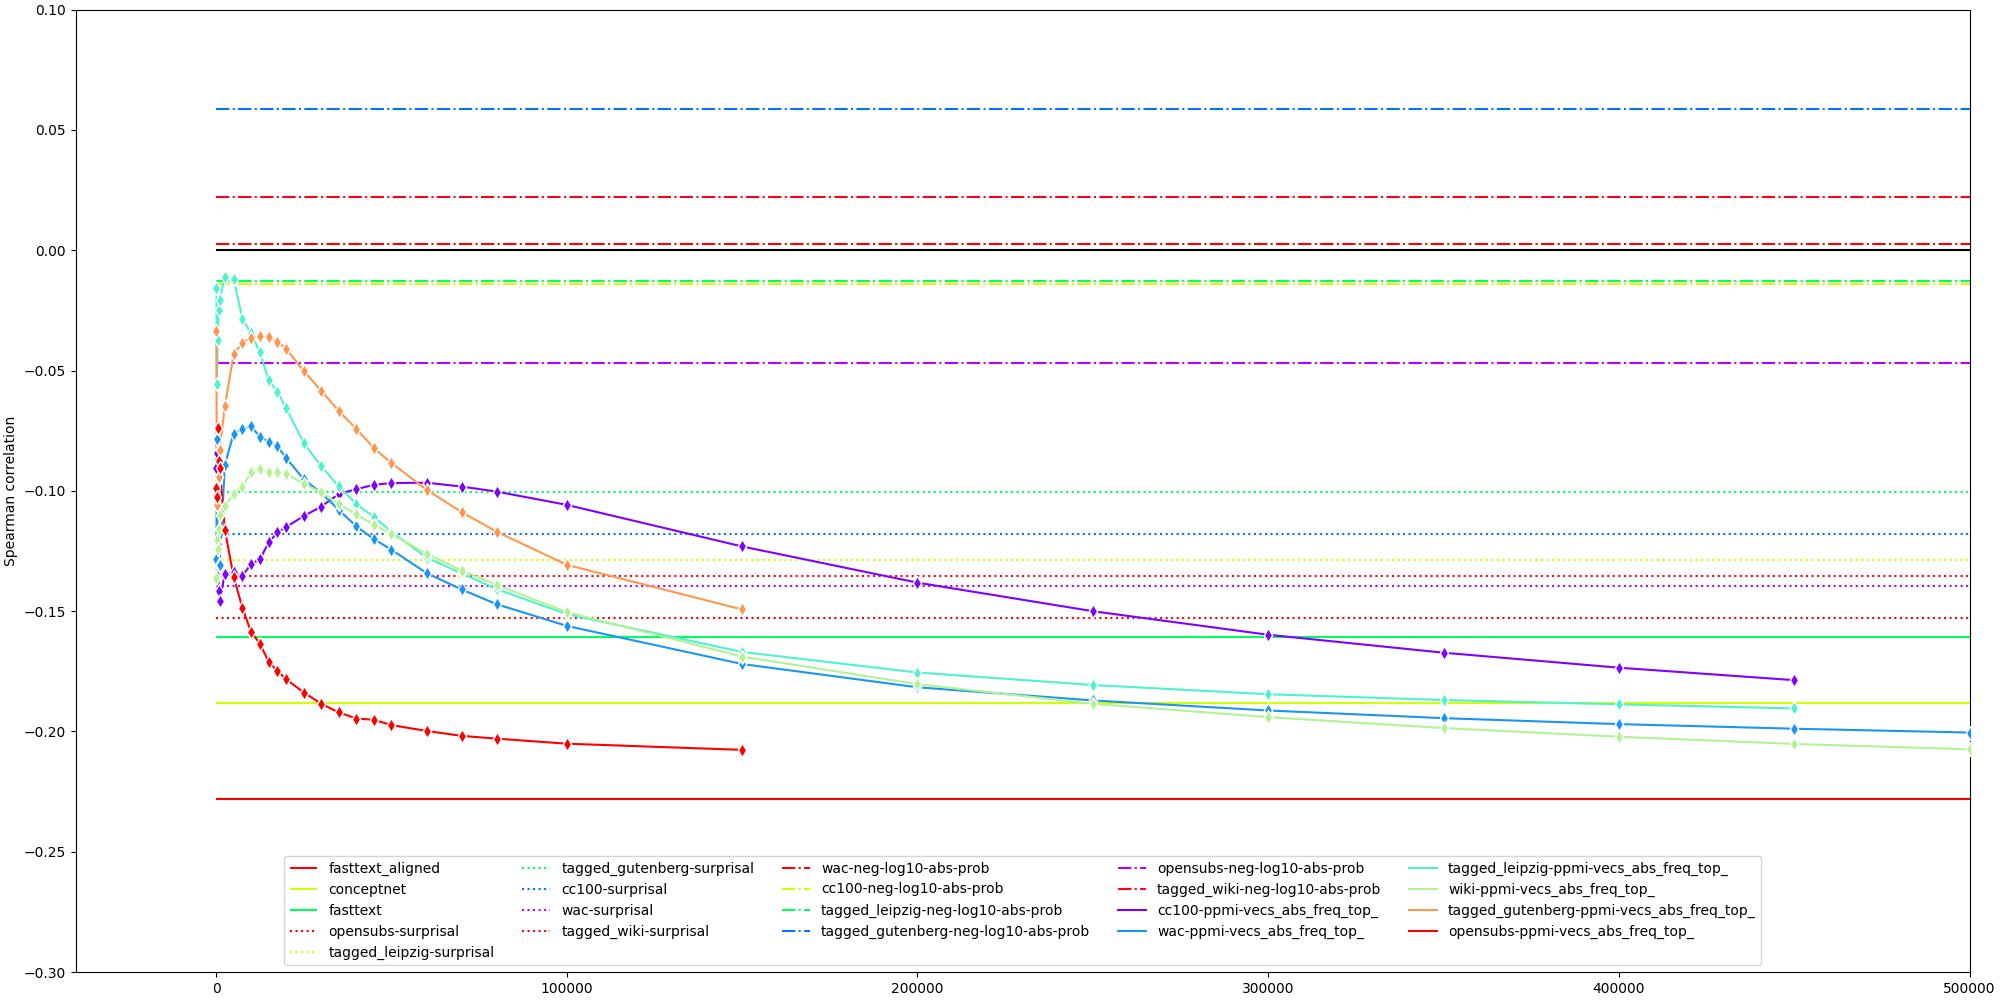 0.10
0.05
0.00
−0.05
−0.10
−0.15
−0.20
−0.25
−0.30
Spearman correlation
fasttext_aligned
conceptnet
fasttext
opensubs-surprisal
tagged_leipzig-surprisal
tagged_gutenberg-surprisal
cc100-surprisal
wac-surprisal
tagged_wiki-surprisal
wac-neg-log10-abs-prob
cc100-neg-log10-abs-prob
tagged_leipzig-neg-log10-abs-prob
tagged_gutenberg-neg-log10-abs-prob
opensubs-neg-log10-abs-prob
tagged_wiki-neg-log10-abs-prob
cc100-ppmi-vecs_abs_freq_top_
wac-ppmi-vecs_abs_freq_top_
tagged_leipzig-ppmi-vecs_abs_freq_top_
wiki-ppmi-vecs_abs_freq_top_
tagged_gutenberg-ppmi-vecs_abs_freq_top_
opensubs-ppmi-vecs_abs_freq_top_
0 100000 200000 300000 400000 500000